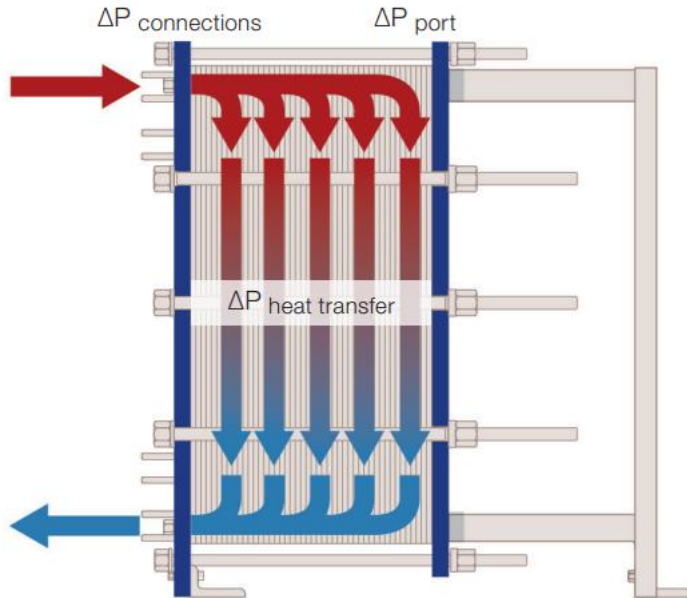 ΔP connections
ΔP port
ΔP heat transfer